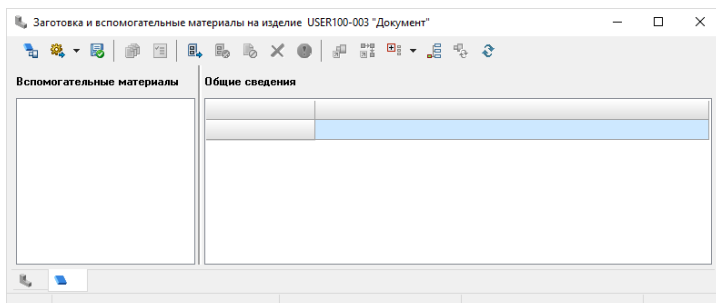 Заготовка и вспомогательные материалы на изделие USER100-003 "Документ"
Вспомогательные материалы
Общие сведения